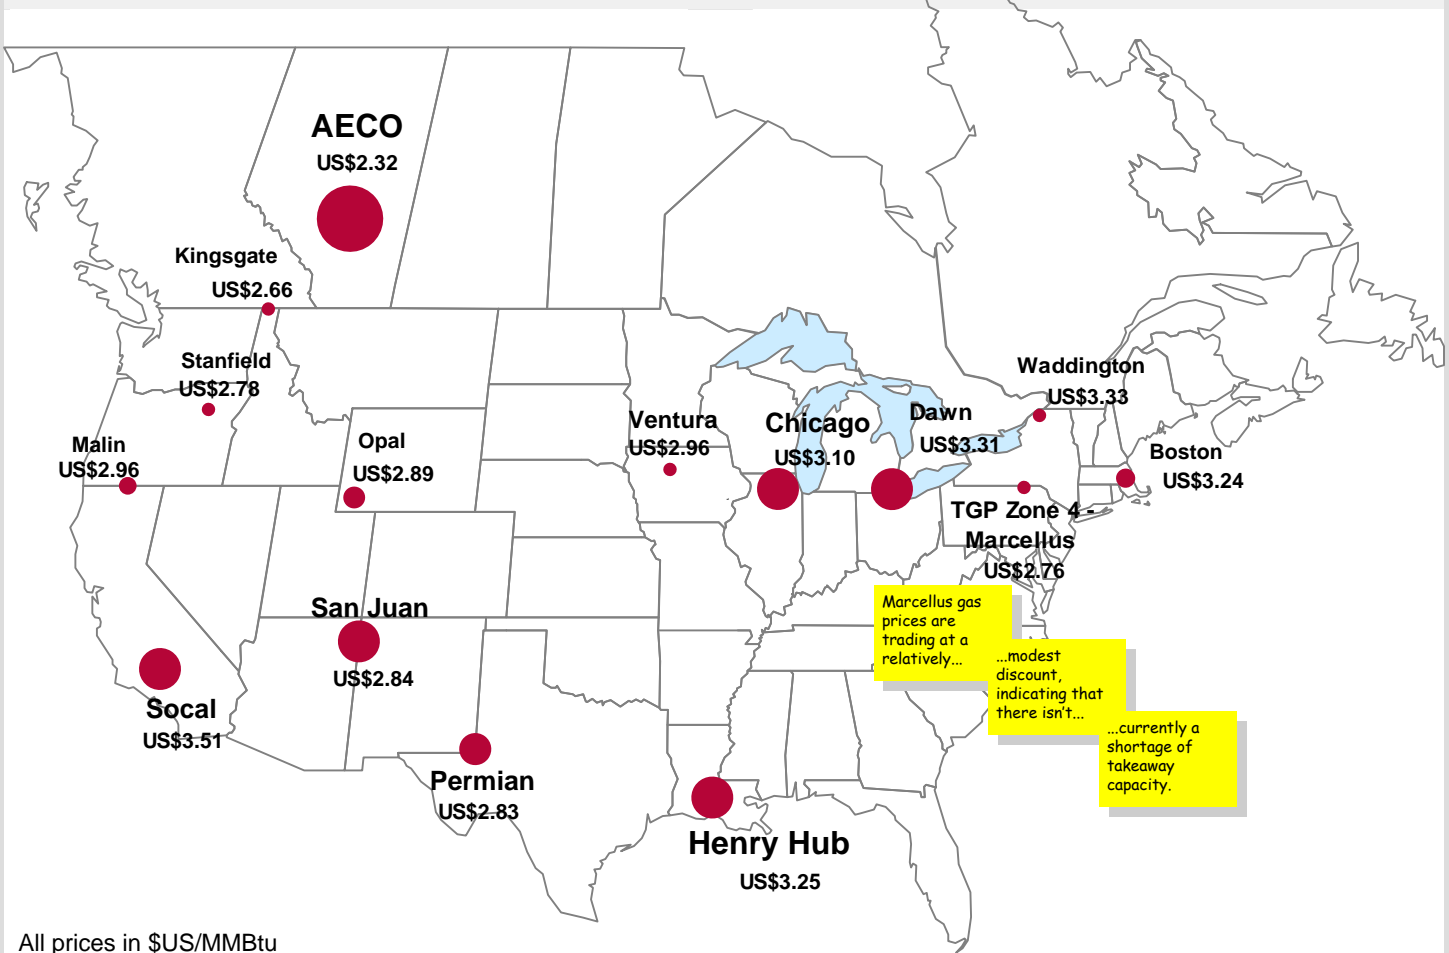 AECO
US$2.32
Kingsgate
US$2.66
Stanfield
US$2.78
Malin
US$2.96
Opal
US$2.89
Ventura
US$2.96
Chicago
US$3.10
Dawn
US$3.31
Waddington
US$3.33
Boston
US$3.24
TGP Zone 4 -
Marcellus
US$2.76
San Juan
US$2.84
Socal
US$3.51
Permian
US$2.83
Henry Hub
US$3.25
Marcellus gas
prices are
trading at a
relatively...
...modest
discount,
indicating that
there isn't...
...currently a
shortage of
takeaway
capacity.
All prices in $US/MMBtu